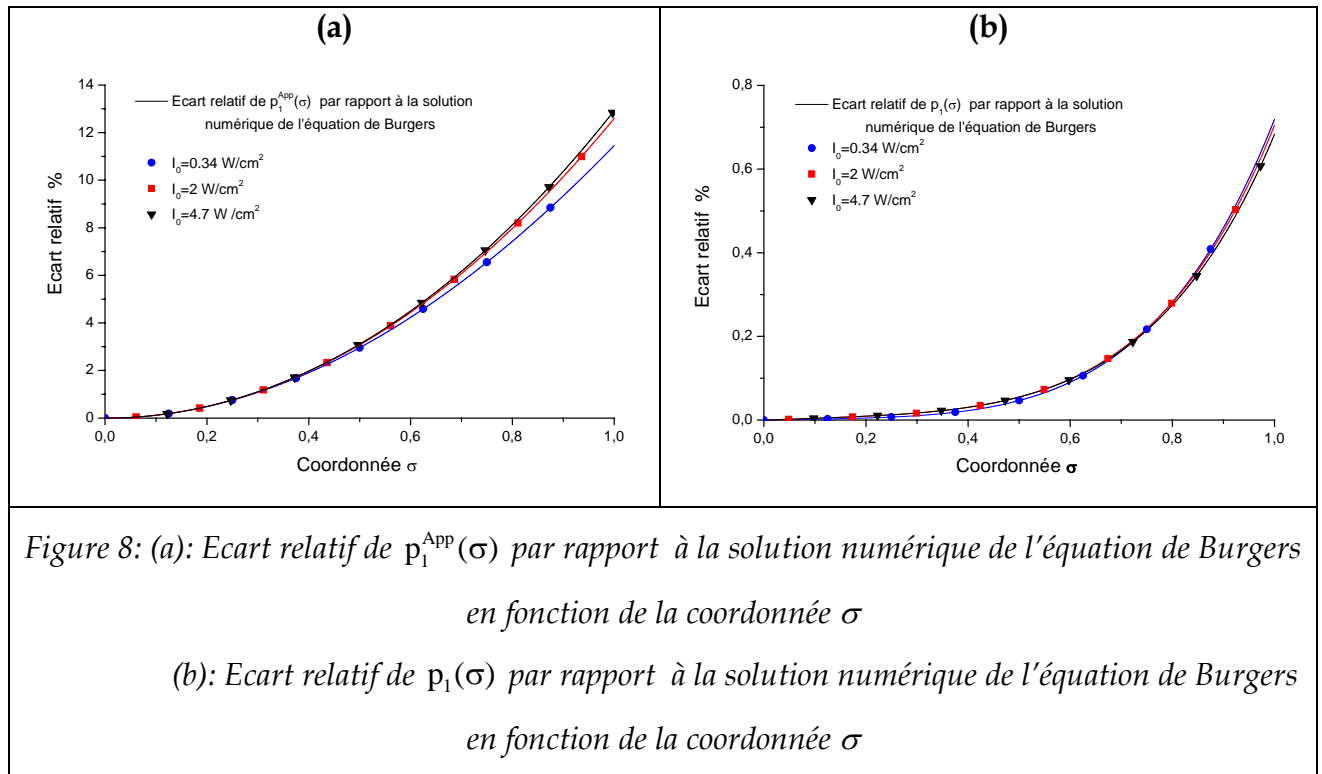 (a)
14
12
10
8
6
4
2
0
Ecart relatif %
Ecart relatif de p₁^App(σ) par rapport à la solution
numérique de l'équation de Burgers
I₀=0.34 W/cm²
I₀=2 W/cm²
I₀=4.7 W /cm²
0,0 0,2 0,4 0,6 0,8 1,0
Coordonnée σ
(b)
0,8
0,6
0,4
0,2
0,0
Ecart relatif %
Ecart relatif de p₁(σ) par rapport à la solution
numérique de l'équation de Burgers
I₀=0.34 W/cm²
I₀=2 W/cm²
I₀=4.7 W/cm²
0,0 0,2 0,4 0,6 0,8 1,0
Coordonnée σ
Figure 8: (a): Ecart relatif de p₁^App(σ) par rapport à la solution numérique de l'équation de Burgers
en fonction de la coordonnée σ
(b): Ecart relatif de p₁(σ) par rapport à la solution numérique de l'équation de Burgers
en fonction de la coordonnée σ